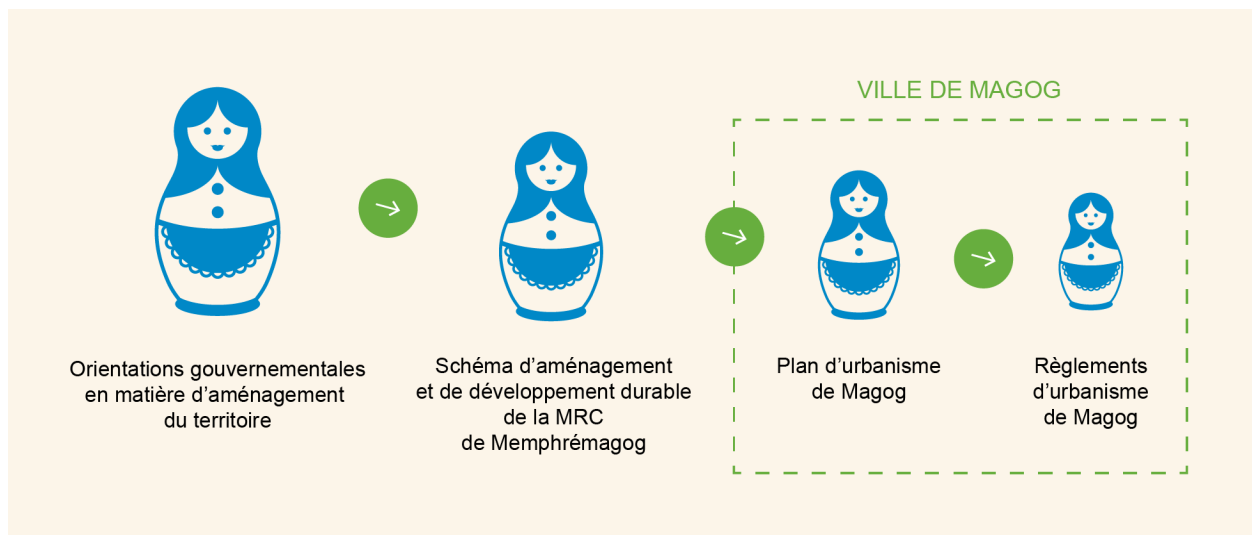 VILLE DE MAGOG
Orientations gouvernementales
en matière d’aménagement
du territoire
Schéma d’aménagement
et de développement durable
de la MRC
de Memphrémagog
Plan d’urbanisme
de Magog
Règlements
d’urbanisme
de Magog